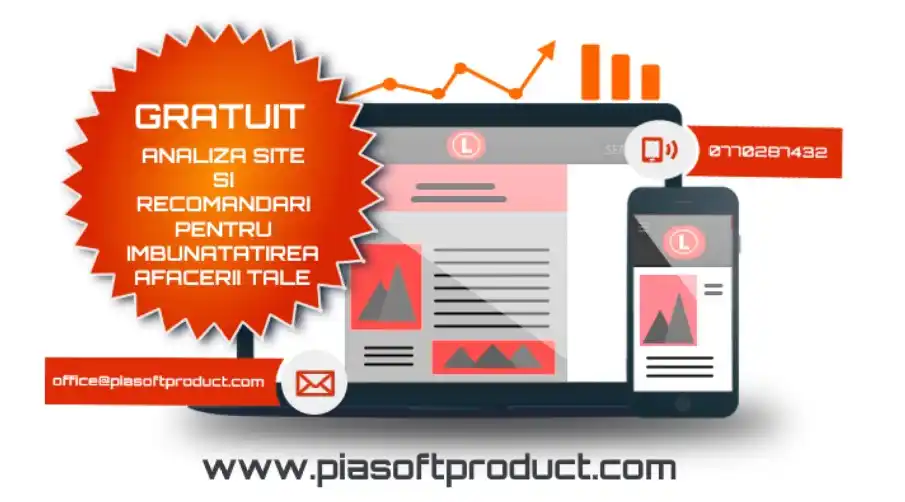 GRATUIT
ANALIZA SITE
SI
RECOMANDARI
PENTRU
IMBUNATATIREA
AFACERII TALE
L
0770287432
L
office@piasoftproduct.com
www.piasoftproduct.com